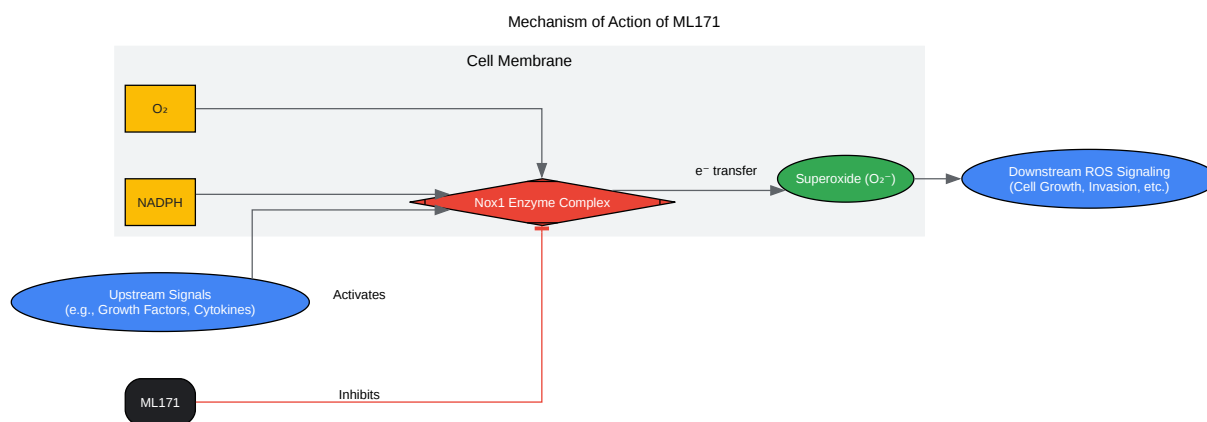 Mechanism of Action of ML171
Cell Membrane
O₂
NADPH
Nox1 Enzyme Complex
e⁻ transfer
Superoxide (O₂⁻)
Downstream ROS Signaling
(Cell Growth, Invasion, etc.)
Upstream Signals
(e.g., Growth Factors, Cytokines)
Activates
ML171
Inhibits